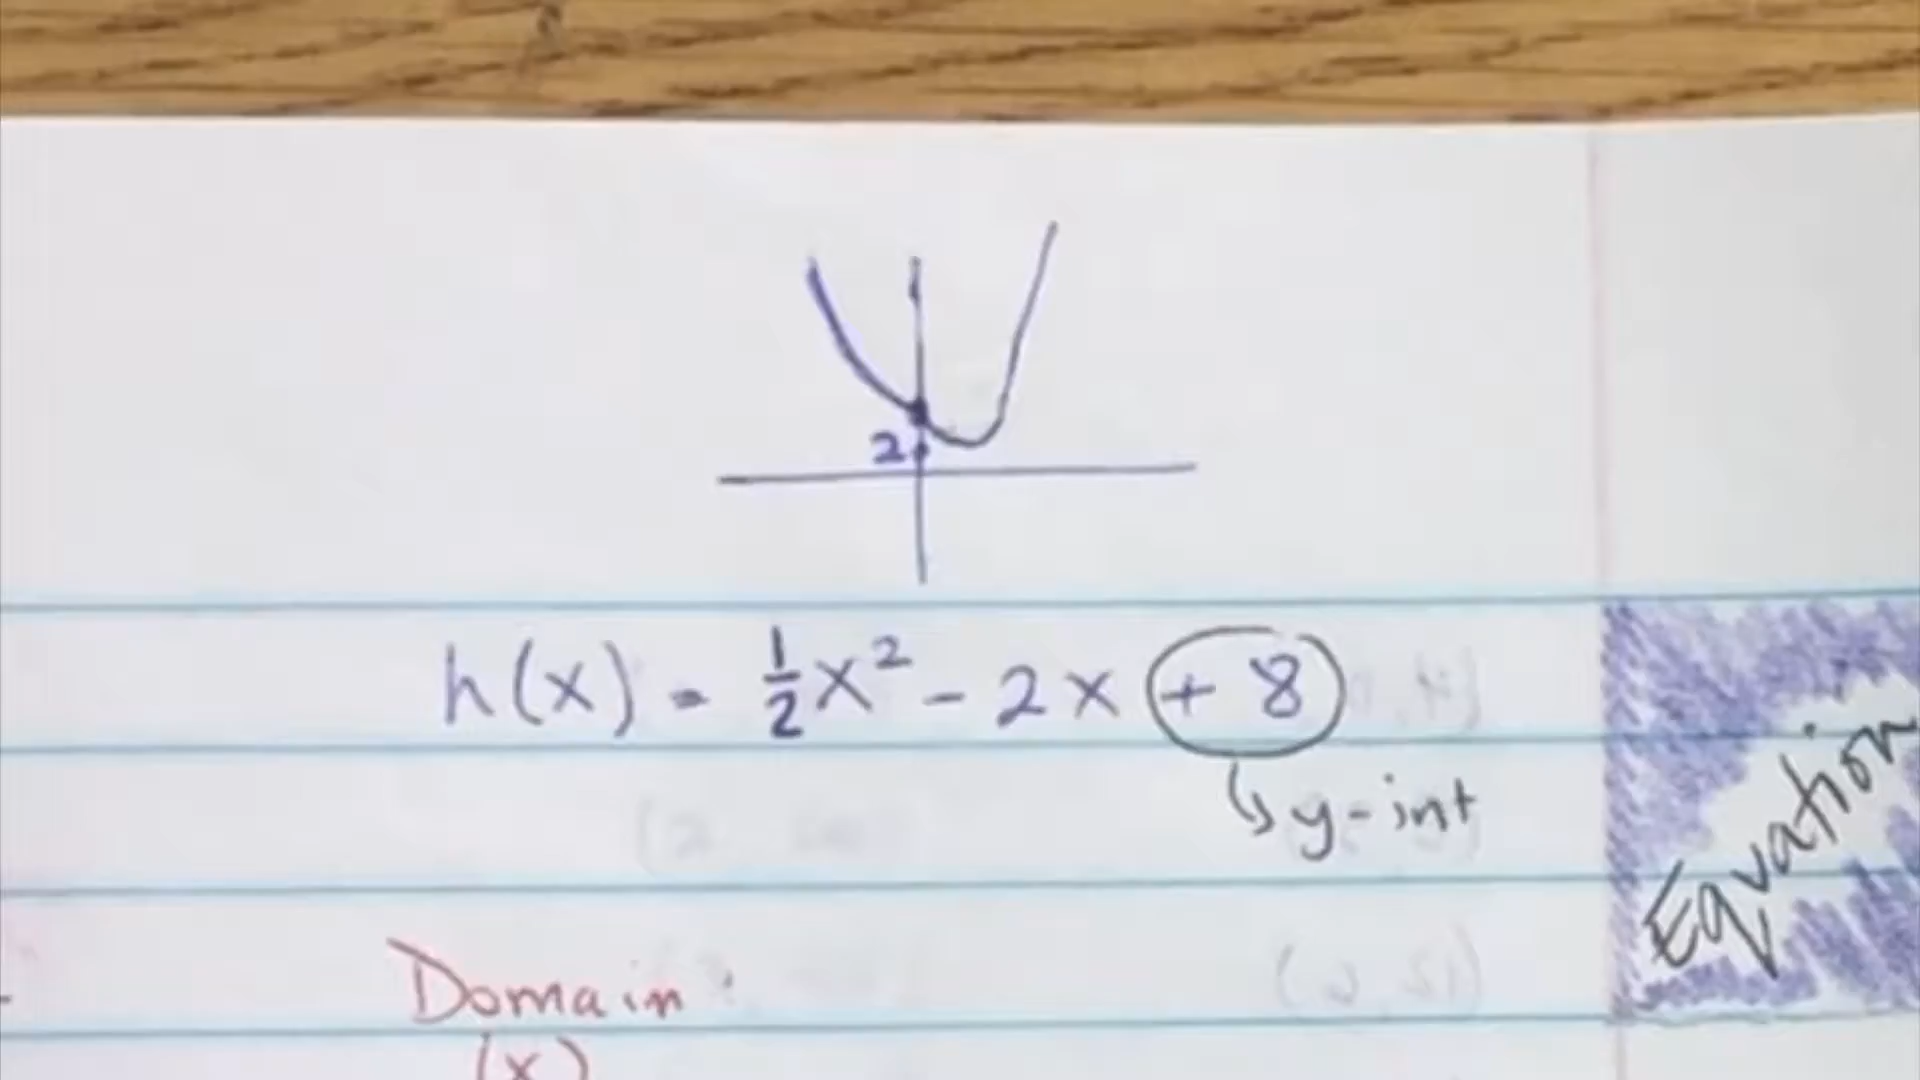 2
h(x) = ½x² - 2x + 8
y-int
Equation
Domain:
(x)